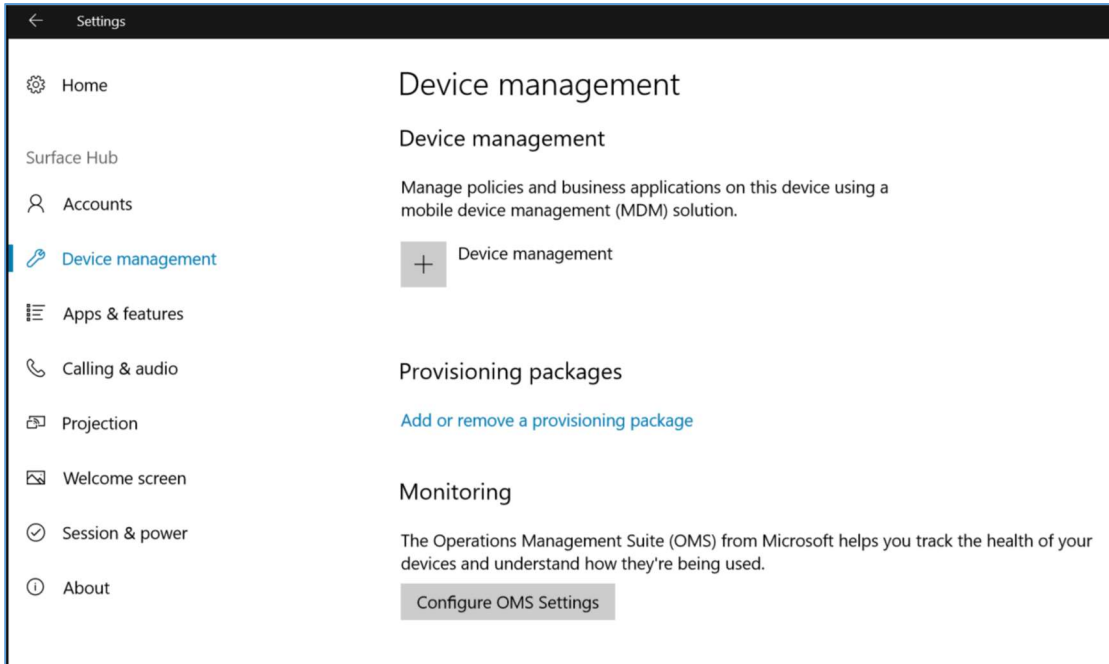 Settings
Home
Surface Hub
Accounts
Device management
Apps & features
Calling & audio
Projection
Welcome screen
Session & power
About
Device management
Device management
Manage policies and business applications on this device using a
mobile device management (MDM) solution.
Device management
Provisioning packages
Add or remove a provisioning package
Monitoring
The Operations Management Suite (OMS) from Microsoft helps you track the health of your
devices and understand how they're being used.
Configure OMS Settings